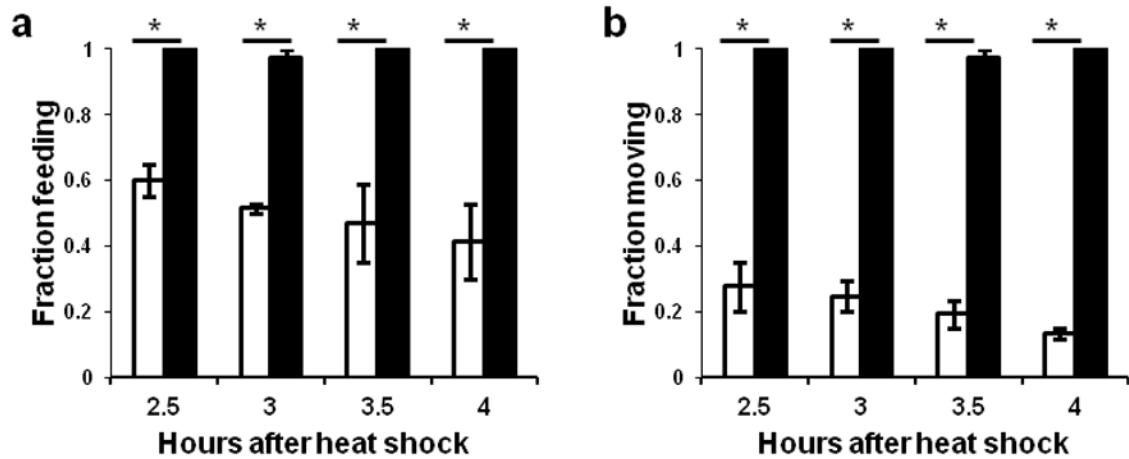 a
* * * *
1
0.8
0.6
0.4
0.2
0
Fraction feeding
2.5 3 3.5 4
Hours after heat shock
b
* * * *
1
0.8
0.6
0.4
0.2
0
Fraction moving
2.5 3 3.5 4
Hours after heat shock